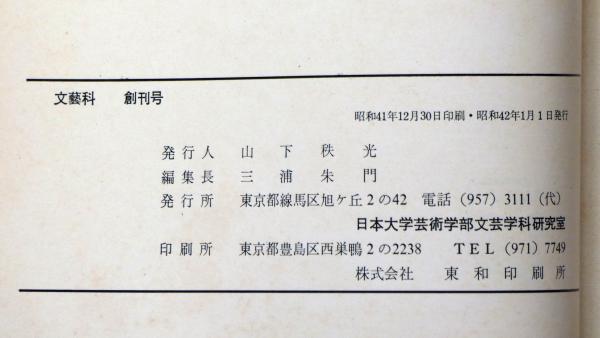 文藝科　創刊号
昭和41年12月30日印刷・昭和42年1月1日発行
発行人　山下秩光
編集長　三浦朱門
発行所　東京都練馬区旭ケ丘2の42　電話（957）3111（代）
日本大学芸術学部文芸学科研究室
印刷所　東京都豊島区西巣鴨2の2238　TEL（971）7749
株式会社　東和印刷所